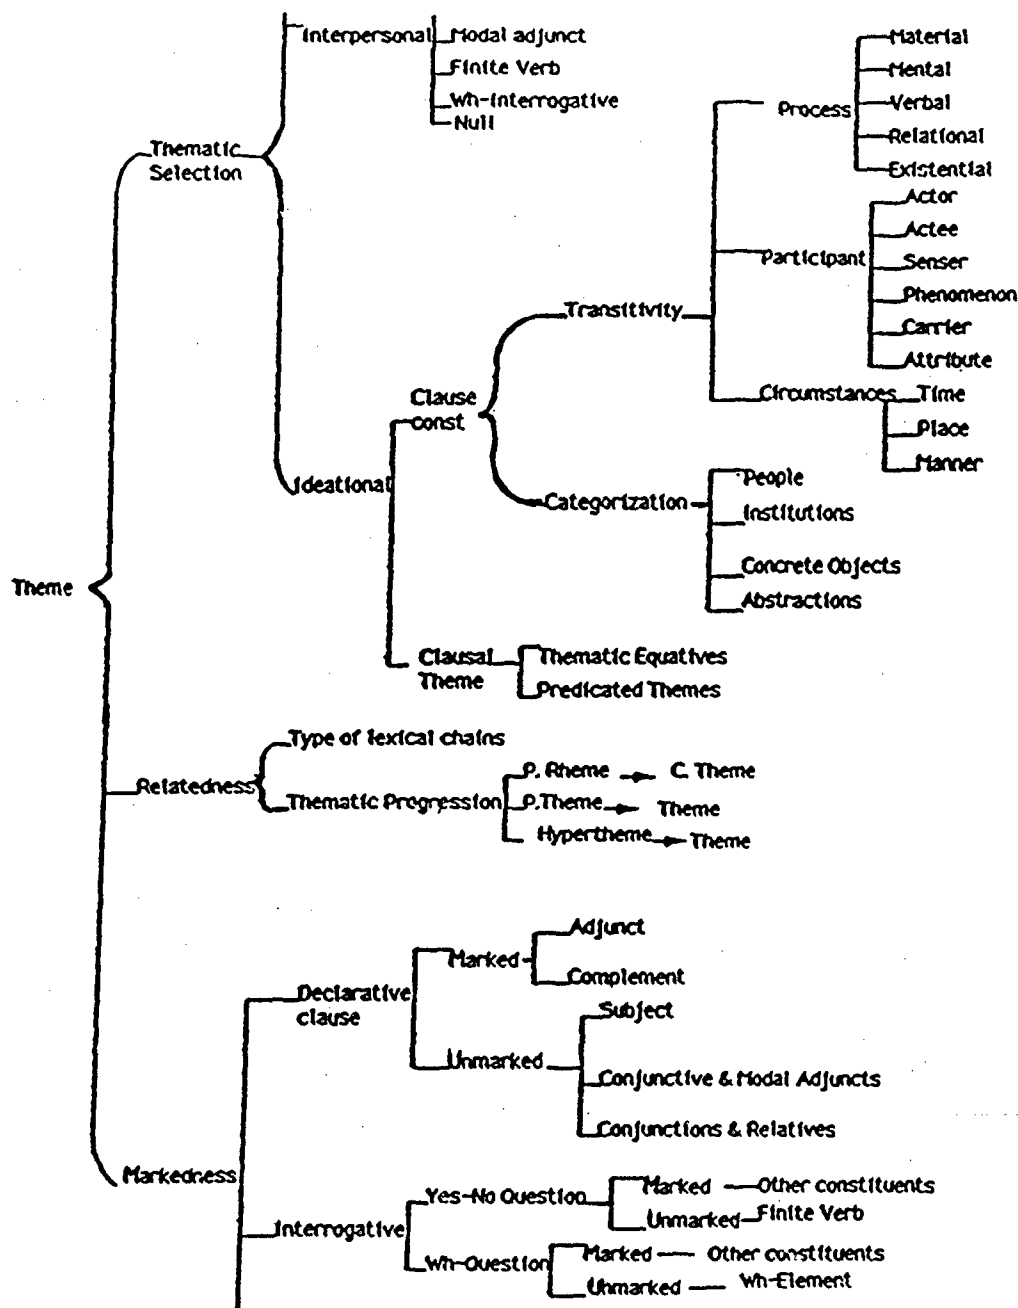 Interpersonal
Modal adjunct
Finite Verb
Wh-interrogative
Null
Thematic
Selection
Process
Material
Mental
Verbal
Relational
Existential
Participant
Actor
Actee
Senser
Phenomenon
Carrier
Attribute
Transitivity
Circumstances
Time
Place
Manner
Clause
const
Ideational
Categorization
People
Institutions
Concrete Objects
Abstractions
Theme
Clausal
Theme
Thematic Equatives
Predicated Themes
Type of lexical chains
Relatedness
Thematic Progression
P. Rheme C. Theme
P.Theme Theme
Hypertheme Theme
Declarative
clause
Marked
Adjunct
Complement
Unmarked
Subject
Conjunctive & Modal Adjuncts
Conjunctions & Relatives
Markedness
Interrogative
Yes-No Question
Marked Other constituents
Unmarked Finite Verb
Wh-Question
Marked Other constituents
Unmarked Wh-Element